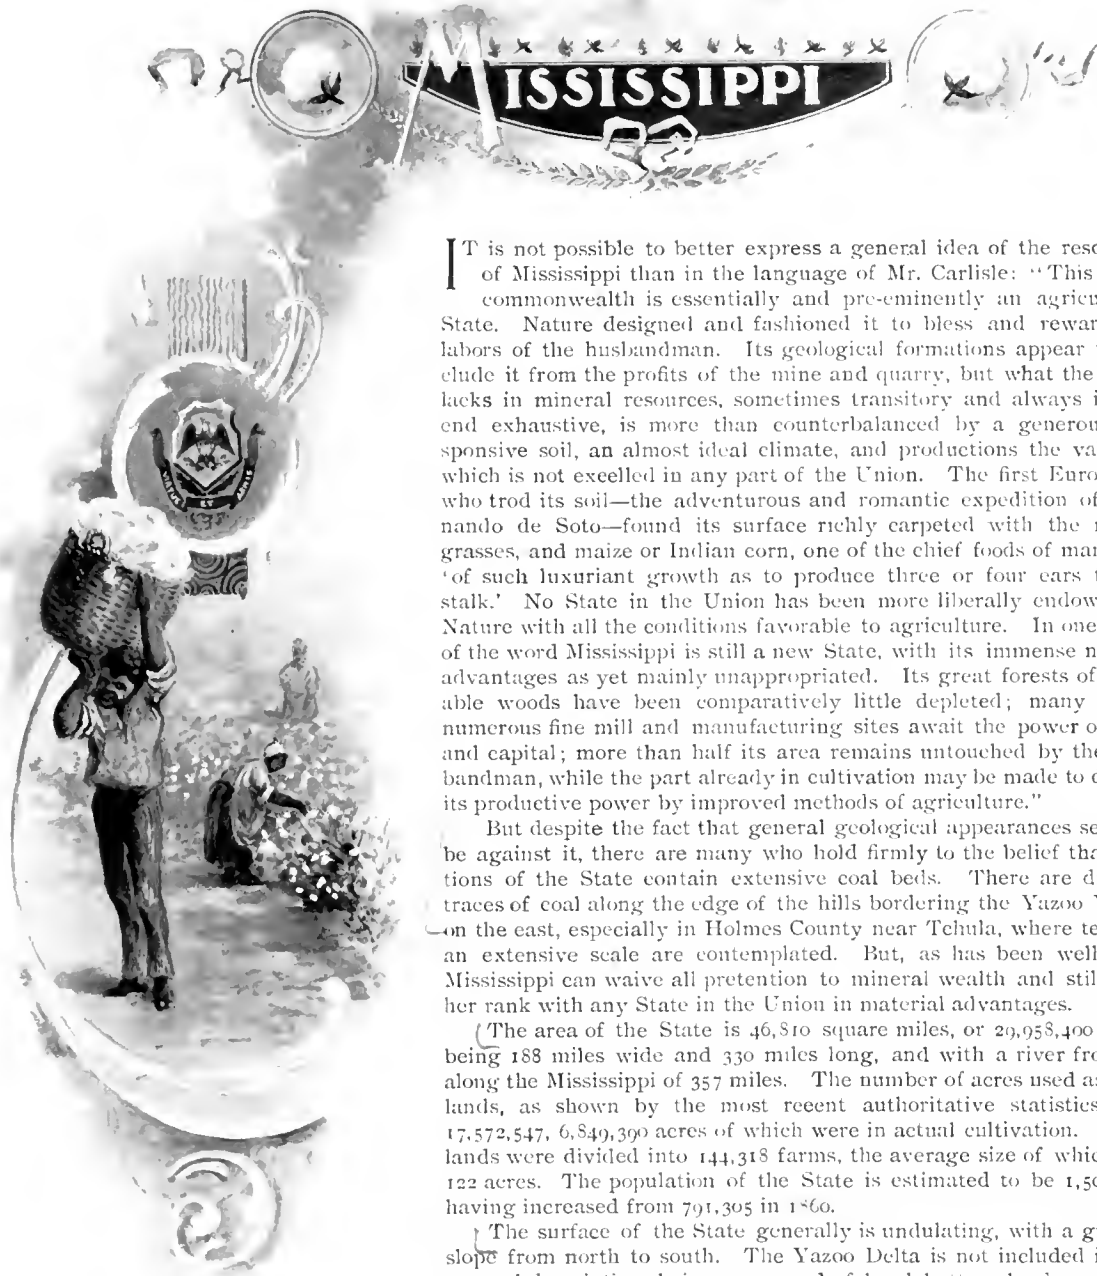 MISSISSIPPI
VIRTUTE ET ARMIS
IT is not possible to better express a general idea of the
of Mississippi than in the language of Mr. Carlisle: "This
commonwealth is essentially and pre-eminently an
State. Nature designed and fashioned it to bless and
labors of the husbandman. Its geological formations appear
clude it from the profits of the mine and quarry, but what the
lacks in mineral resources, sometimes transitory and always
end exhaustive, is more than counterbalanced by a
sponsive soil, an almost ideal climate, and productions the
which is not excelled in any part of the Union. The first
who trod its soil—the adventurous and romantic expedition of
nando de Soto—found its surface richly carpeted with the
grasses, and maize or Indian corn, one of the chief foods of
'of such luxuriant growth as to produce three or four ears
stalk.' No State in the Union has been more liberally
Nature with all the conditions favorable to agriculture. In one
of the word Mississippi is still a new State, with its immense
advantages as yet mainly unappropriated. Its great forests of
able woods have been comparatively little depleted; many
numerous fine mill and manufacturing sites await the power
and capital; more than half its area remains untouched by the
bandman, while the part already in cultivation may be made to
its productive power by improved methods of agriculture."
But despite the fact that general geological appearances
be against it, there are many who hold firmly to the belief
tions of the State contain extensive coal beds. There are
traces of coal along the edge of the hills bordering the Yazoo
on the east, especially in Holmes County near Tchula, where
an extensive scale are contemplated. But, as has been well
Mississippi can waive all pretention to mineral wealth and
her rank with any State in the Union in material advantages.
The area of the State is 46,810 square miles, or 29,958,400
being 188 miles wide and 330 miles long, and with a river
along the Mississippi of 357 miles. The number of acres used
lands, as shown by the most recent authoritative statistics
17,572,547, 6,849,390 acres of which were in actual cultivation.
lands were divided into 144,318 farms, the average size of
122 acres. The population of the State is estimated to be
having increased from 791,305 in 1860.
The surface of the State generally is undulating, with a
slope from north to south. The Yazoo Delta is not included